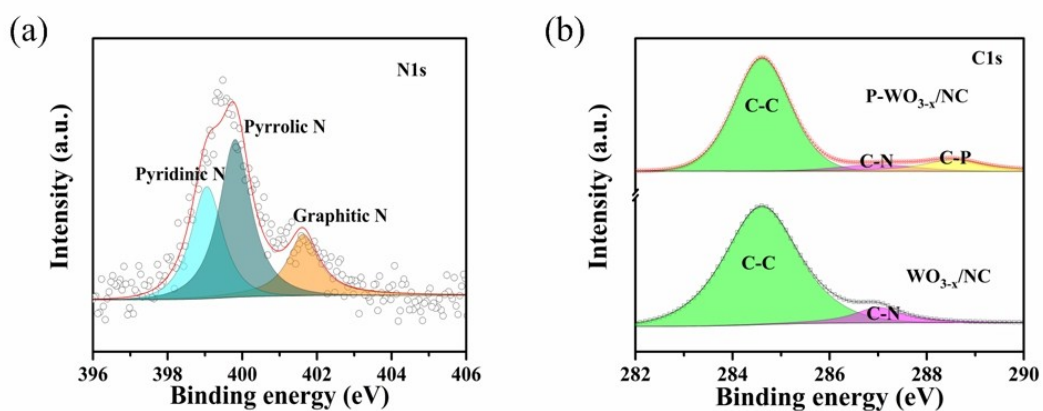 (a)
N1s
Pyrrolic N
Pyridinic N
Graphitic N
Intensity (a.u.)
396 398 400 402 404 406
Binding energy (eV)
(b)
C1s
C-C
P-WO3-x/NC
C-N
C-P
C-C
WO3-x/NC
C-N
Intensity (a.u.)
282 284 286 288 290
Binding energy (eV)